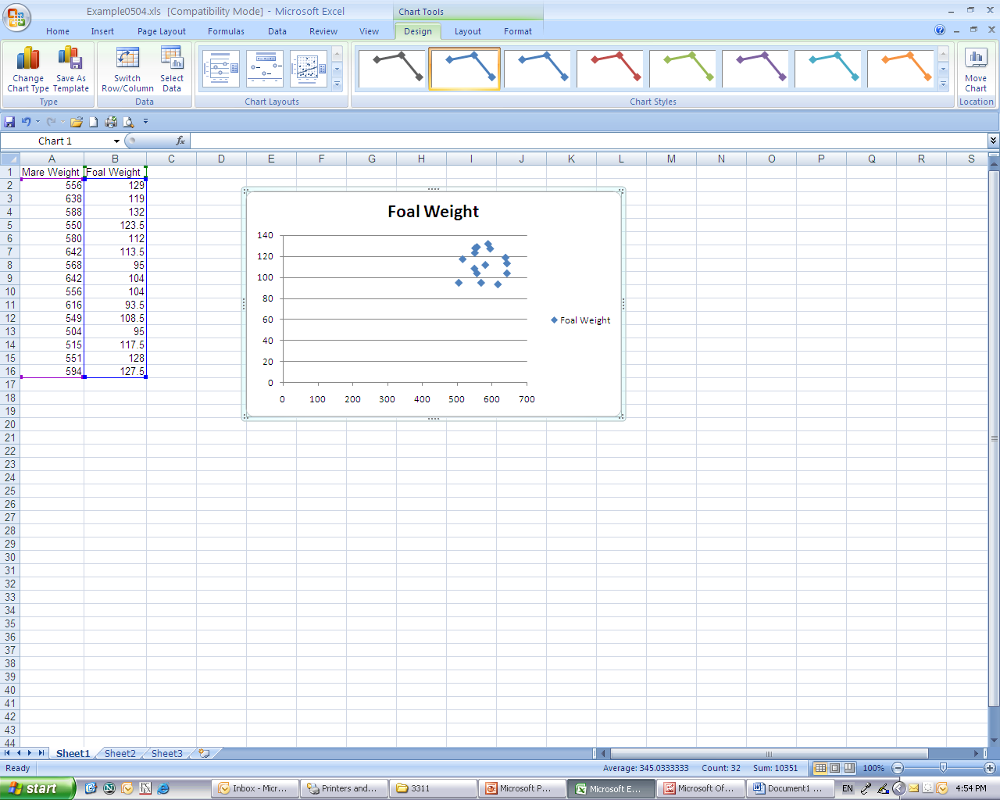 Example0504.xls  [Compatibility Mode] - Microsoft Excel
Chart Tools
Home Insert Page Layout Formulas Data Review View Design Layout Format
Change Chart Type
Save As Template
Switch Row/Column
Select Data
Move Chart
Type Data Chart Layouts Chart Styles Location
Chart 1 fx
A B C D E F G H I J K L M N O P Q R S
1 Mare Weight Foal Weight
2 556 129
3 638 119
4 588 132
5 550 123.5
6 580 112
7 642 113.5
8 568 95
9 642 104
10 556 104
11 616 93.5
12 549 108.5
13 504 95
14 515 117.5
15 551 128
16 594 127.5
17
18
19
20
21
22
23
24
25
26
27
28
29
30
31
32
33
34
35
36
37
38
39
40
41
42
43
44
Foal Weight
140
120
100
80
60
40
20
0
0 100 200 300 400 500 600 700
Foal Weight
Sheet1 Sheet2 Sheet3
Ready Average: 345.0333333 Count: 32 Sum: 10351 100%
start Inbox - Micr... Printers and... 3311 Microsoft P... Microsoft E... Microsoft Of... Document1 ... EN 4:54 PM